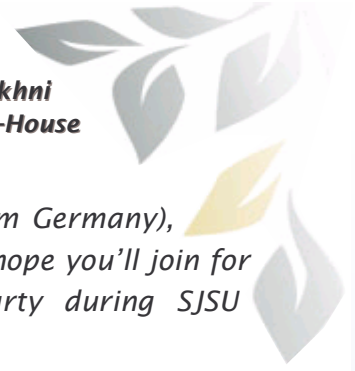 khni
-House
m Germany),
hope you'll join for
arty during SJSU